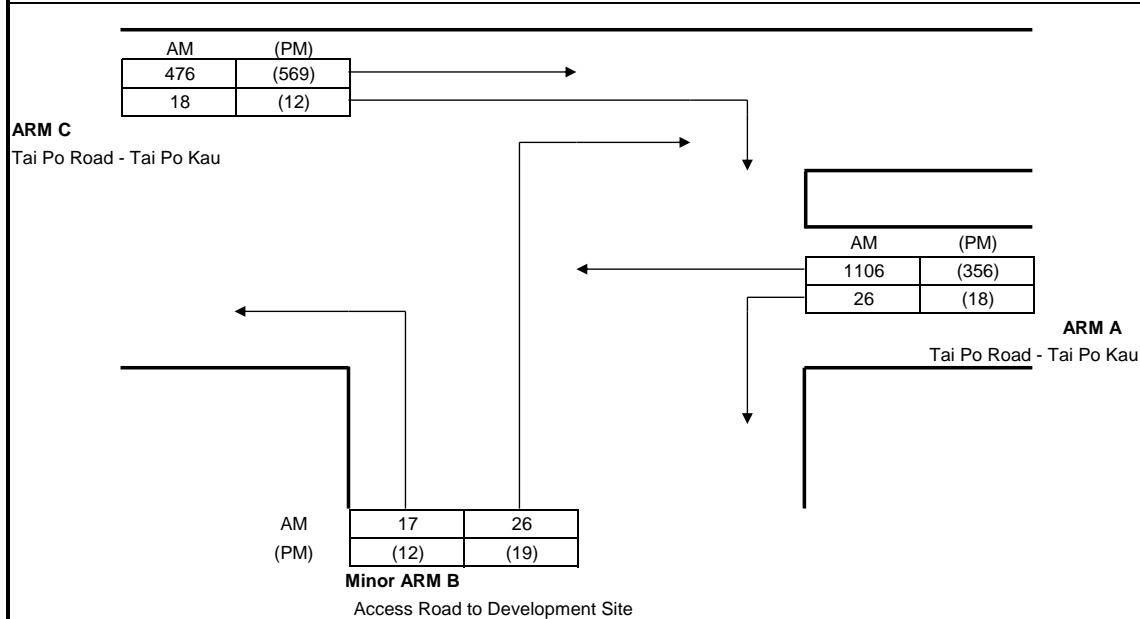 AM (PM)
476 (569)
18 (12)
ARM C
Tai Po Road - Tai Po Kau
AM (PM)
1106 (356)
26 (18)
ARM A
Tai Po Road - Tai Po Kau
AM 17 26
(PM) (12) (19)
Minor ARM B
Access Road to Development Site